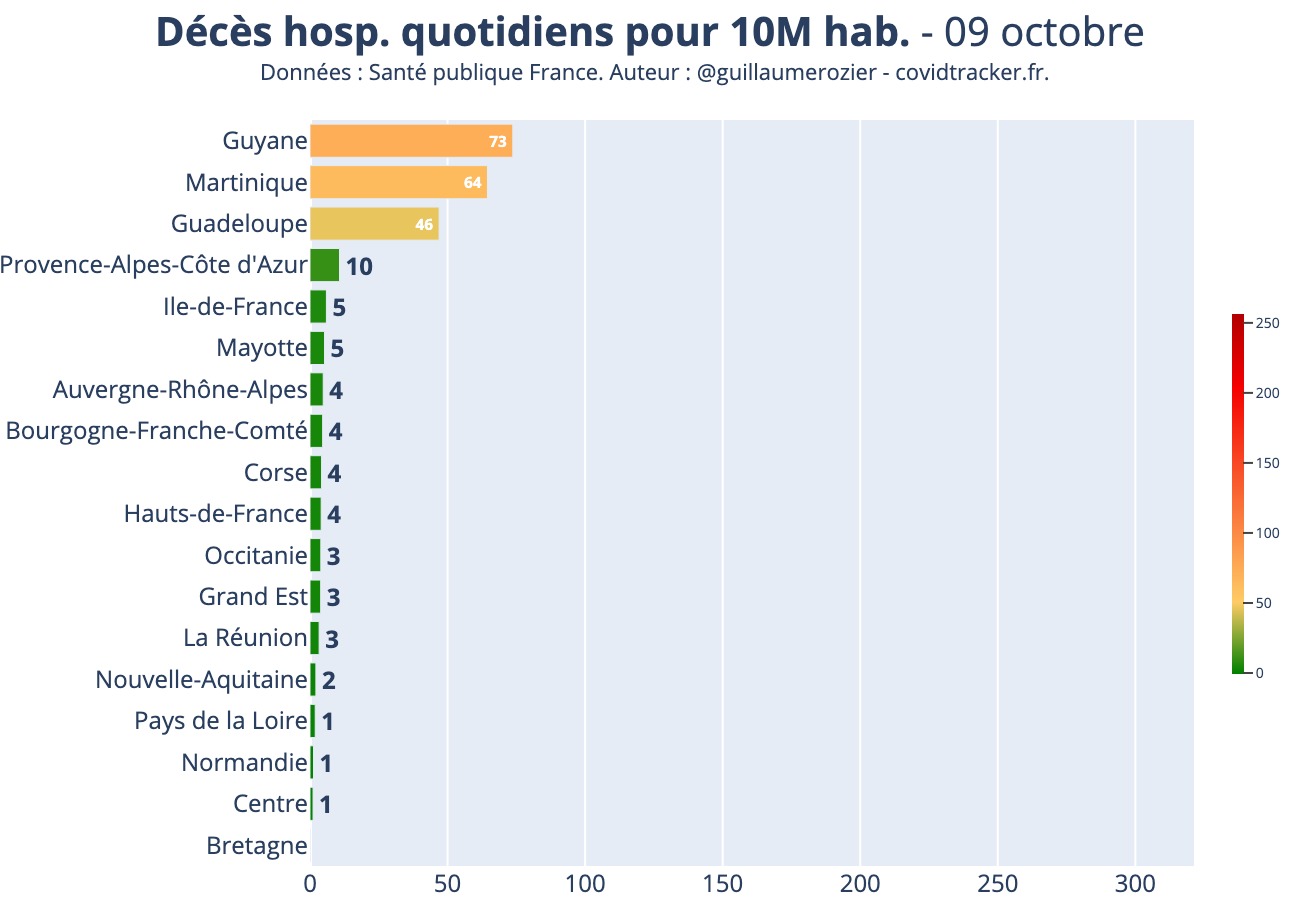 Décès hosp. quotidiens pour 10M hab. - 09 octobre
Données : Santé publique France. Auteur : @guillaumerozier - covidtracker.fr.
Guyane 73
Martinique 64
Guadeloupe 46
Provence-Alpes-Côte d'Azur 10
Ile-de-France 5
Mayotte 5
Auvergne-Rhône-Alpes 4
Bourgogne-Franche-Comté 4
Corse 4
Hauts-de-France 4
Occitanie 3
Grand Est 3
La Réunion 3
Nouvelle-Aquitaine 2
Pays de la Loire 1
Normandie 1
Centre 1
Bretagne
0 50 100 150 200 250 300
250
200
150
100
50
0